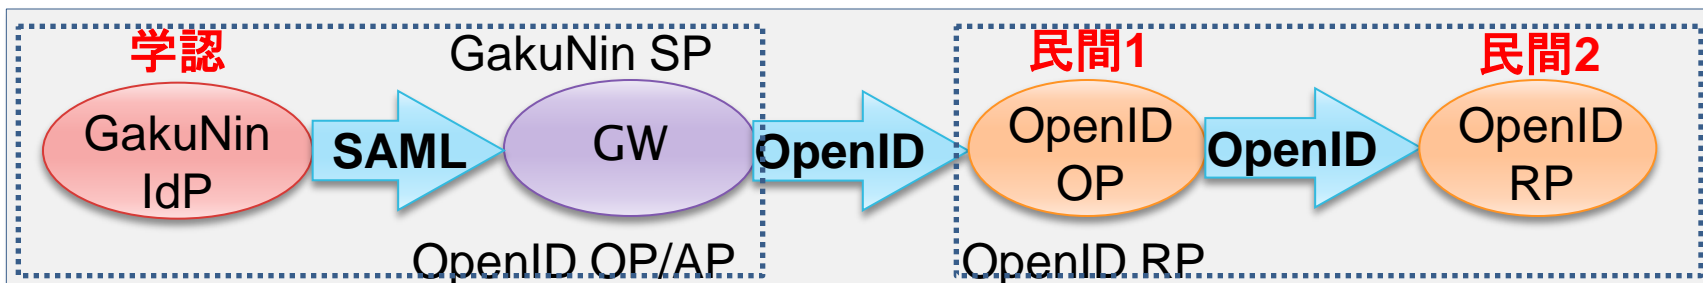 学認
GakuNin SP
民間1
民間2
GakuNin
IdP
SAML
GW
OpenID
OpenID
OP
OpenID
OpenID
RP
OpenID OP/AP
OpenID RP